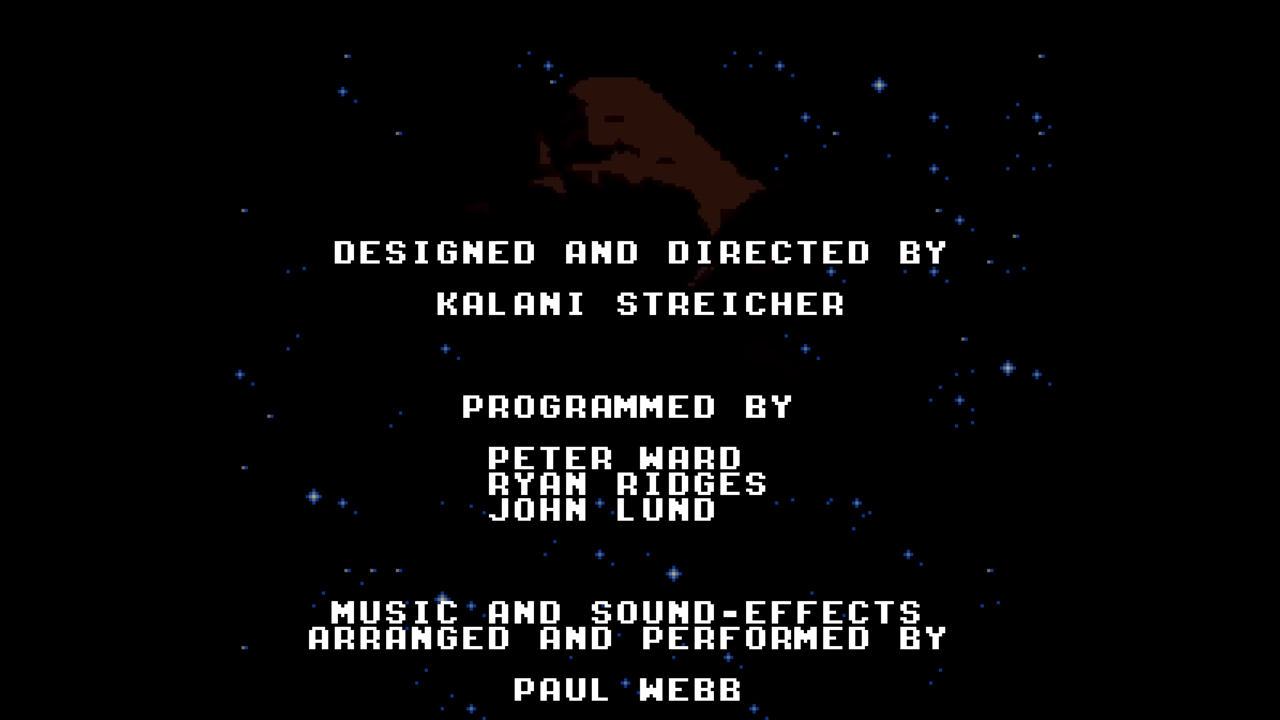 DESIGNED AND DIRECTED BY
KALANI STREICHER
PROGRAMMED BY
PETER WARD
RYAN RIDGES
JOHN LUND
MUSIC AND SOUND-EFFECTS
ARRANGED AND PERFORMED BY
PAUL WEBB